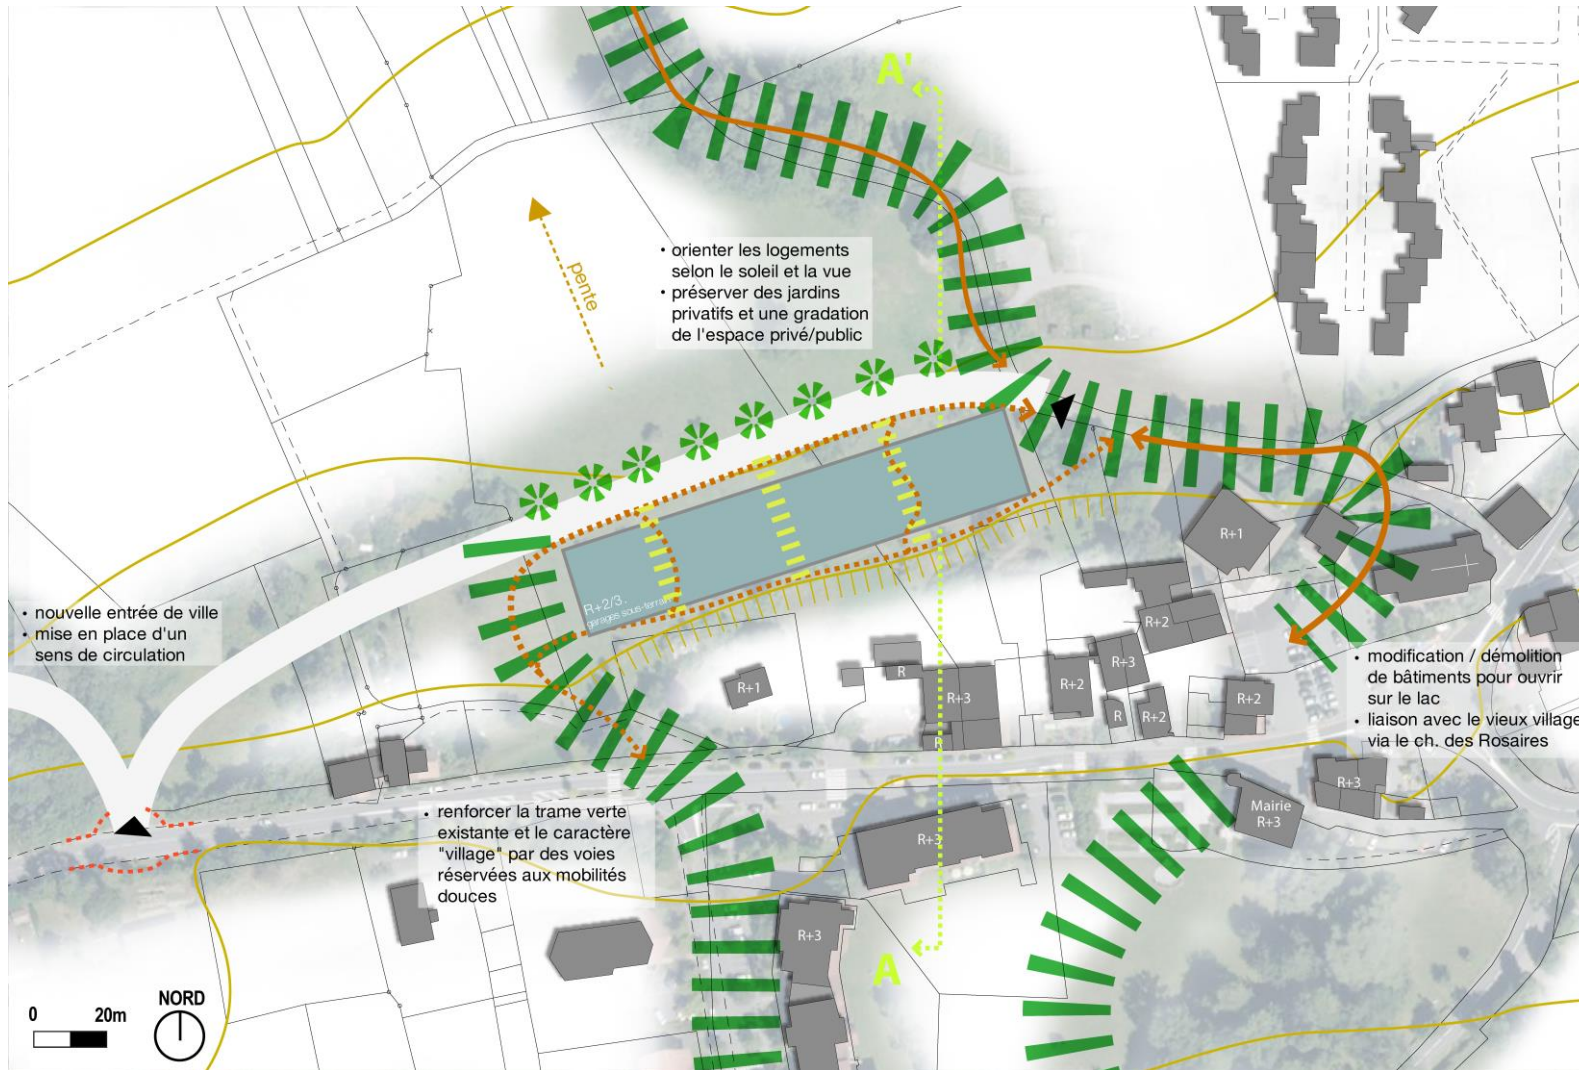 A'
pente
• orienter les logements
selon le soleil et la vue
• préserver des jardins
privatifs et une gradation
de l'espace privé/public
R+1
R+2/3.
garages sous-terrain
• nouvelle entrée de ville
• mise en place d'un
sens de circulation
R+2
R+3
R
R+3
R+2
R+1
R
R+2
R+2
R
• modification / démolition
de bâtiments pour ouvrir
sur le lac
• liaison avec le vieux village
via le ch. des Rosaires
R+3
Mairie
R+3
• renforcer la trame verte
existante et le caractère
"village" par des voies
réservées aux mobilités
douces
R+3
R+3
A
NORD
0 20m